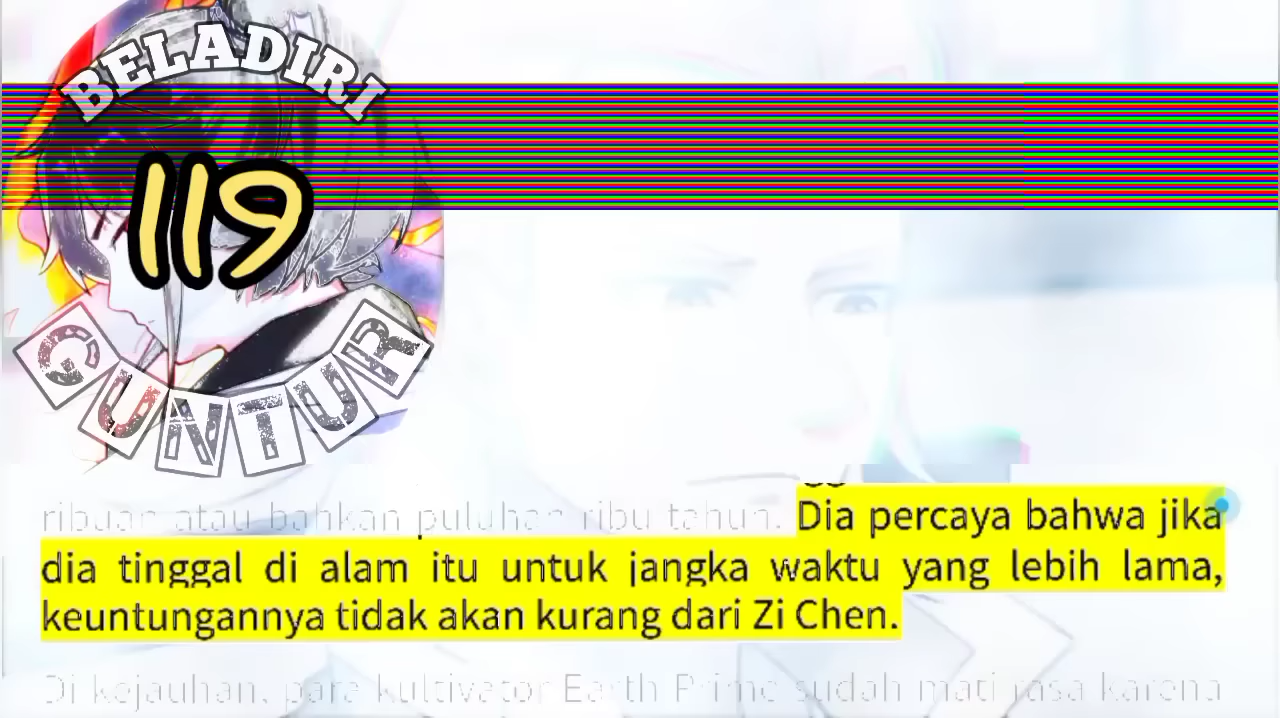 BELADIRI
119
GUNTUR
ribuan atau bahkan puluhan ribu tahun. Dia percaya bahwa jika
dia tinggal di alam itu untuk jangka waktu yang lebih lama,
keuntungannya tidak akan kurang dari Zi Chen.
Di kejauhan, para kultivator Earth Prime sudah mati rasa karena